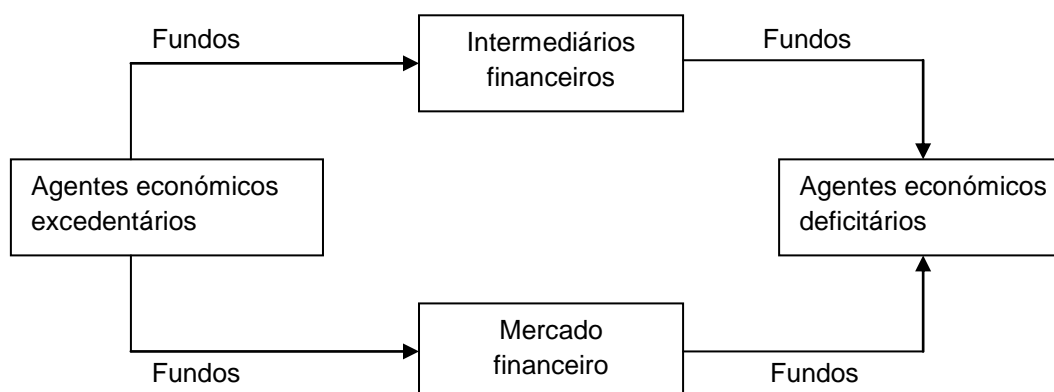 Fundos
Intermediários
financeiros
Fundos
Agentes económicos
excedentários
Agentes económicos
deficitários
Mercado
financeiro
Fundos
Fundos